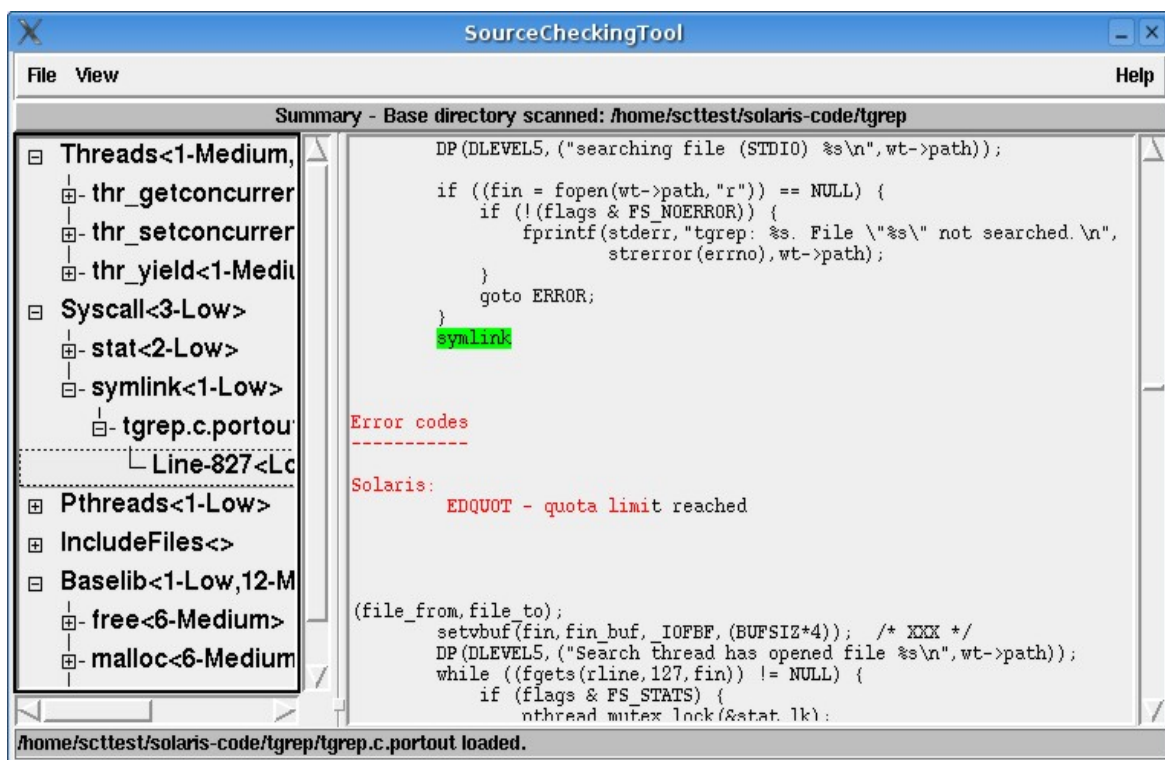 SourceCheckingTool
File View Help
Summary - Base directory scanned: /home/scttest/solaris-code/tgrep
Threads<1-Medium,
thr_getconcurrer
thr_setconcurrer
thr_yield<1-Mediu
Syscall<3-Low>
stat<2-Low>
symlink<1-Low>
tgrep.c.portou
Line-827<Lo
Pthreads<1-Low>
IncludeFiles<>
Baselib<1-Low,12-M
free<6-Medium>
malloc<6-Medium
DP(DLEVEL5, ("searching file (STDIO) %s\n",wt->path));
if ((fin = fopen(wt->path,"r")) == NULL) {
if (!(flags & FS_NOERROR)) {
fprintf(stderr,"tgrep: %s. File \"%s\" not searched.\n",
strerror(errno),wt->path);
}
goto ERROR;
}
symlink
Error codes
-----------
Solaris:
EDQUOT - quota limit reached
(file_from,file_to);
setvbuf(fin,fin_buf,_IOFBF,(BUFSIZ*4)); /* XXX */
DP(DLEVEL5, ("Search thread has opened file %s\n",wt->path));
while ((fgets(rline,127,fin)) != NULL) {
if (flags & FS_STATS) {
pthread_mutex_lock(&stat_lk);
/home/scttest/solaris-code/tgrep/tgrep.c.portout loaded.